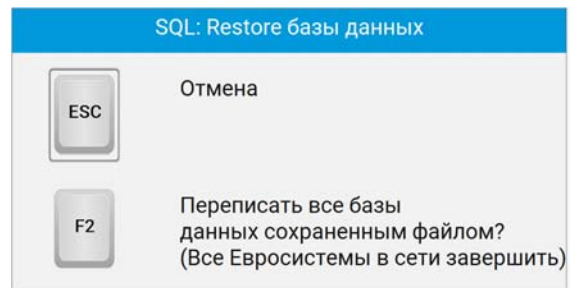 SQL: Restore базы данных
ESC
Отмена
F2
Переписать все базы
данных сохраненным файлом?
(Все Евросистемы в сети завершить)